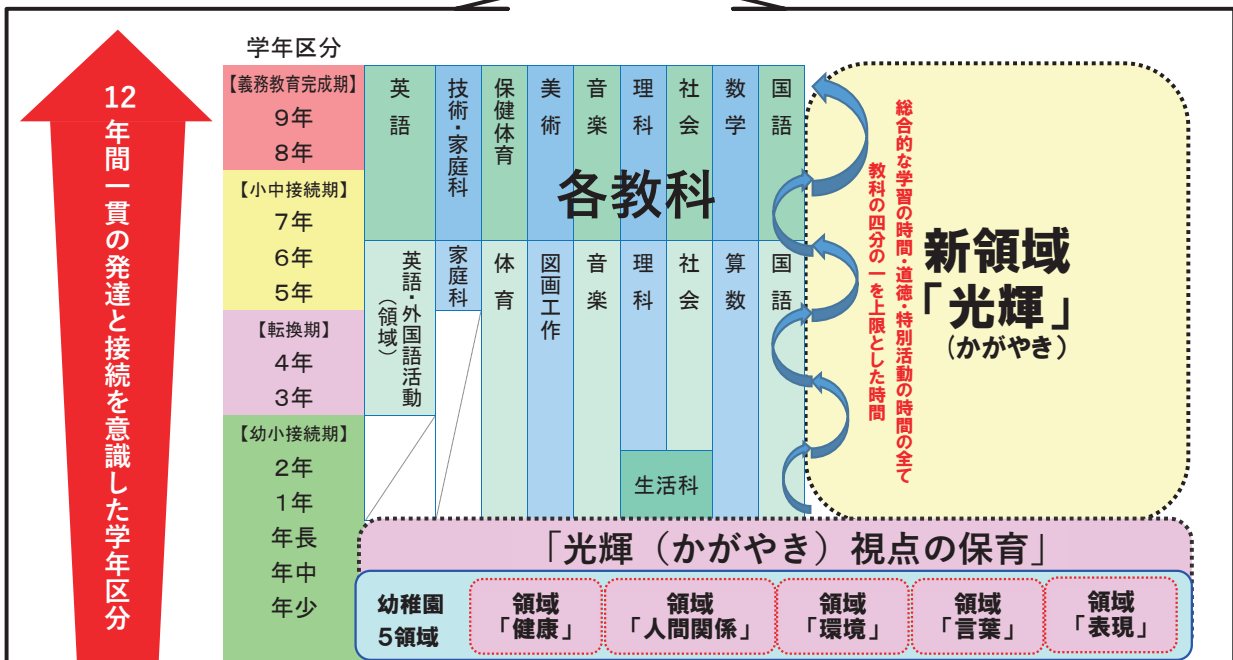 12年間一貫の発達と接続を意識した学年区分
学年区分
【義務教育完成期】
9年
8年
【小中接続期】
7年
6年
5年
【転換期】
4年
3年
【幼小接続期】
2年
1年
年長
年中
年少
英語
技術・家庭科
保健体育
美術
音楽
理科
社会
数学
国語
各教科
英語・外国語活動
（領域）
家庭科
体育
図画工作
音楽
理科
社会
算数
国語
生活科
総合的な学習の時間・道徳・特別活動の時間の全て
教科の四分の一を上限とした時間
新領域
「光輝」
（かがやき）
「光輝（かがやき）視点の保育」
幼稚園
5領域
領域
「健康」
領域
「人間関係」
領域
「環境」
領域
「言葉」
領域
「表現」